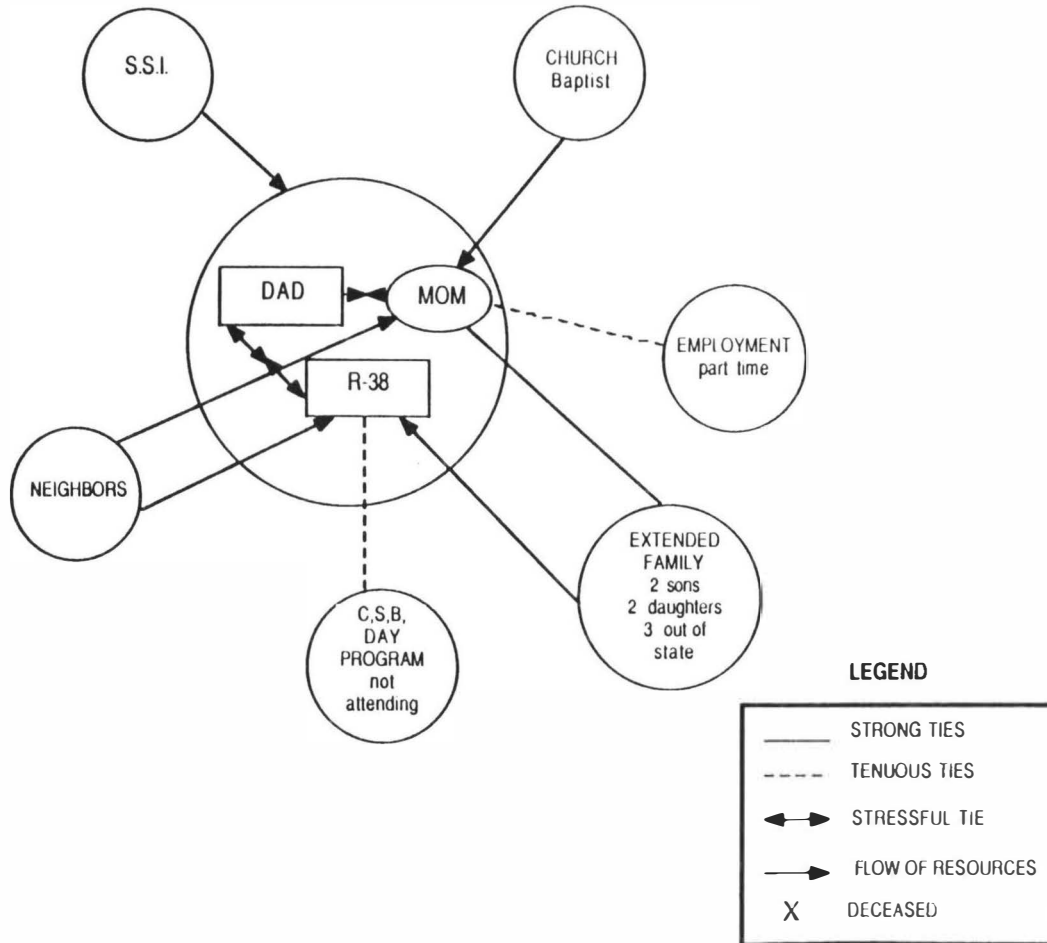 S.S.I.
CHURCH
Baptist
DAD
MOM
EMPLOYMENT
part time
R-38
NEIGHBORS
EXTENDED
FAMILY
2 sons
2 daughters
3 out of
state
C,S,B,
DAY
PROGRAM
not
attending
LEGEND
STRONG TIES
TENUOUS TIES
STRESSFUL TIE
FLOW OF RESOURCES
X DECEASED